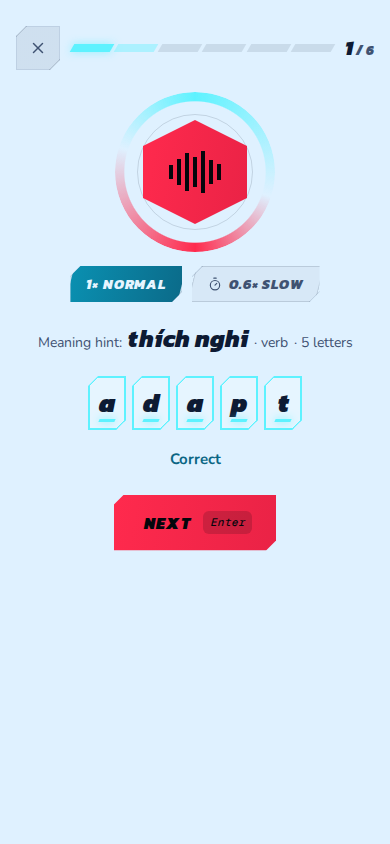 1 / 6
1× NORMAL 0.6× SLOW
Meaning hint: thích nghi · verb · 5 letters
a d a p t
Correct
NEXT Enter